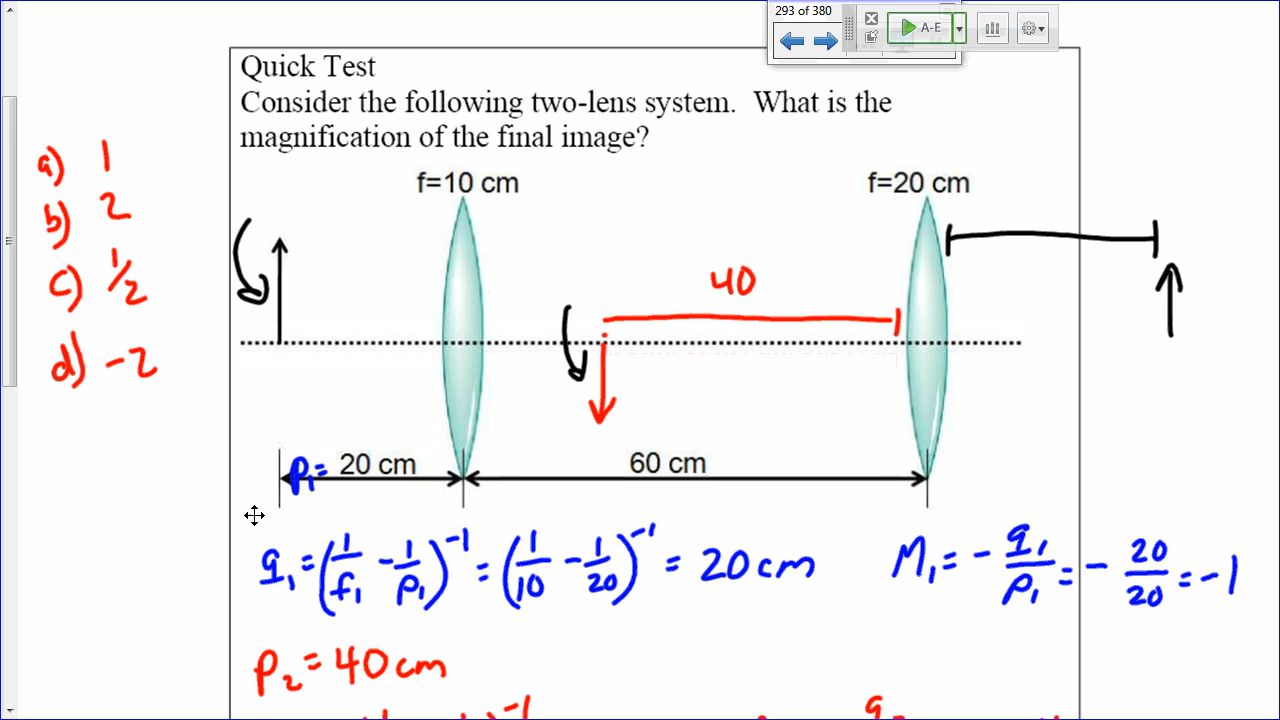 293 of 380
A-E
Quick Test
Consider the following two-lens system. What is the
magnification of the final image?
a) 1
b) 2
c) 1/2
d) -2
f=10 cm
f=20 cm
40
p₁= 20 cm
60 cm
q₁ = (1/f₁ - 1/p₁)⁻¹ = (1/10 - 1/20)⁻¹ = 20 cm
M₁ = - q₁/p₁ = - 20/20 = -1
p₂ = 40 cm